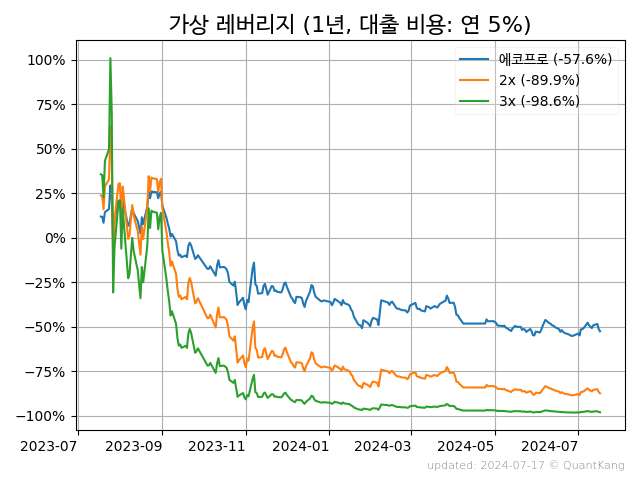 가상 레버리지 (1년, 대출 비용: 연 5%)
에코프로 (-57.6%)
2x (-89.9%)
3x (-98.6%)
100%
75%
50%
25%
0%
−25%
−50%
−75%
−100%
2023-07 2023-09 2023-11 2024-01 2024-03 2024-05 2024-07
updated: 2024-07-17 © QuantKang